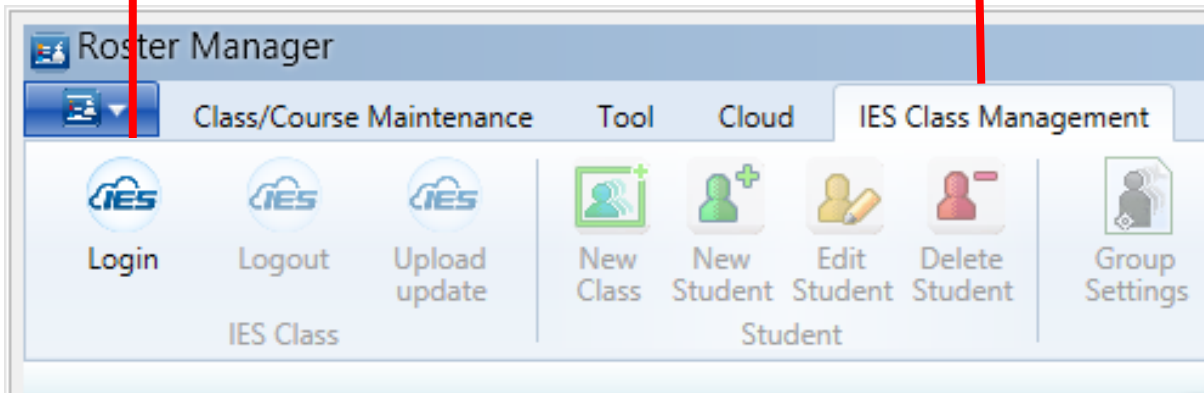 Roster Manager
Class/Course Maintenance Tool Cloud IES Class Management
IES IES IES
Login Logout Upload update New Class New Student Edit Student Delete Student Group Settings
IES Class Student